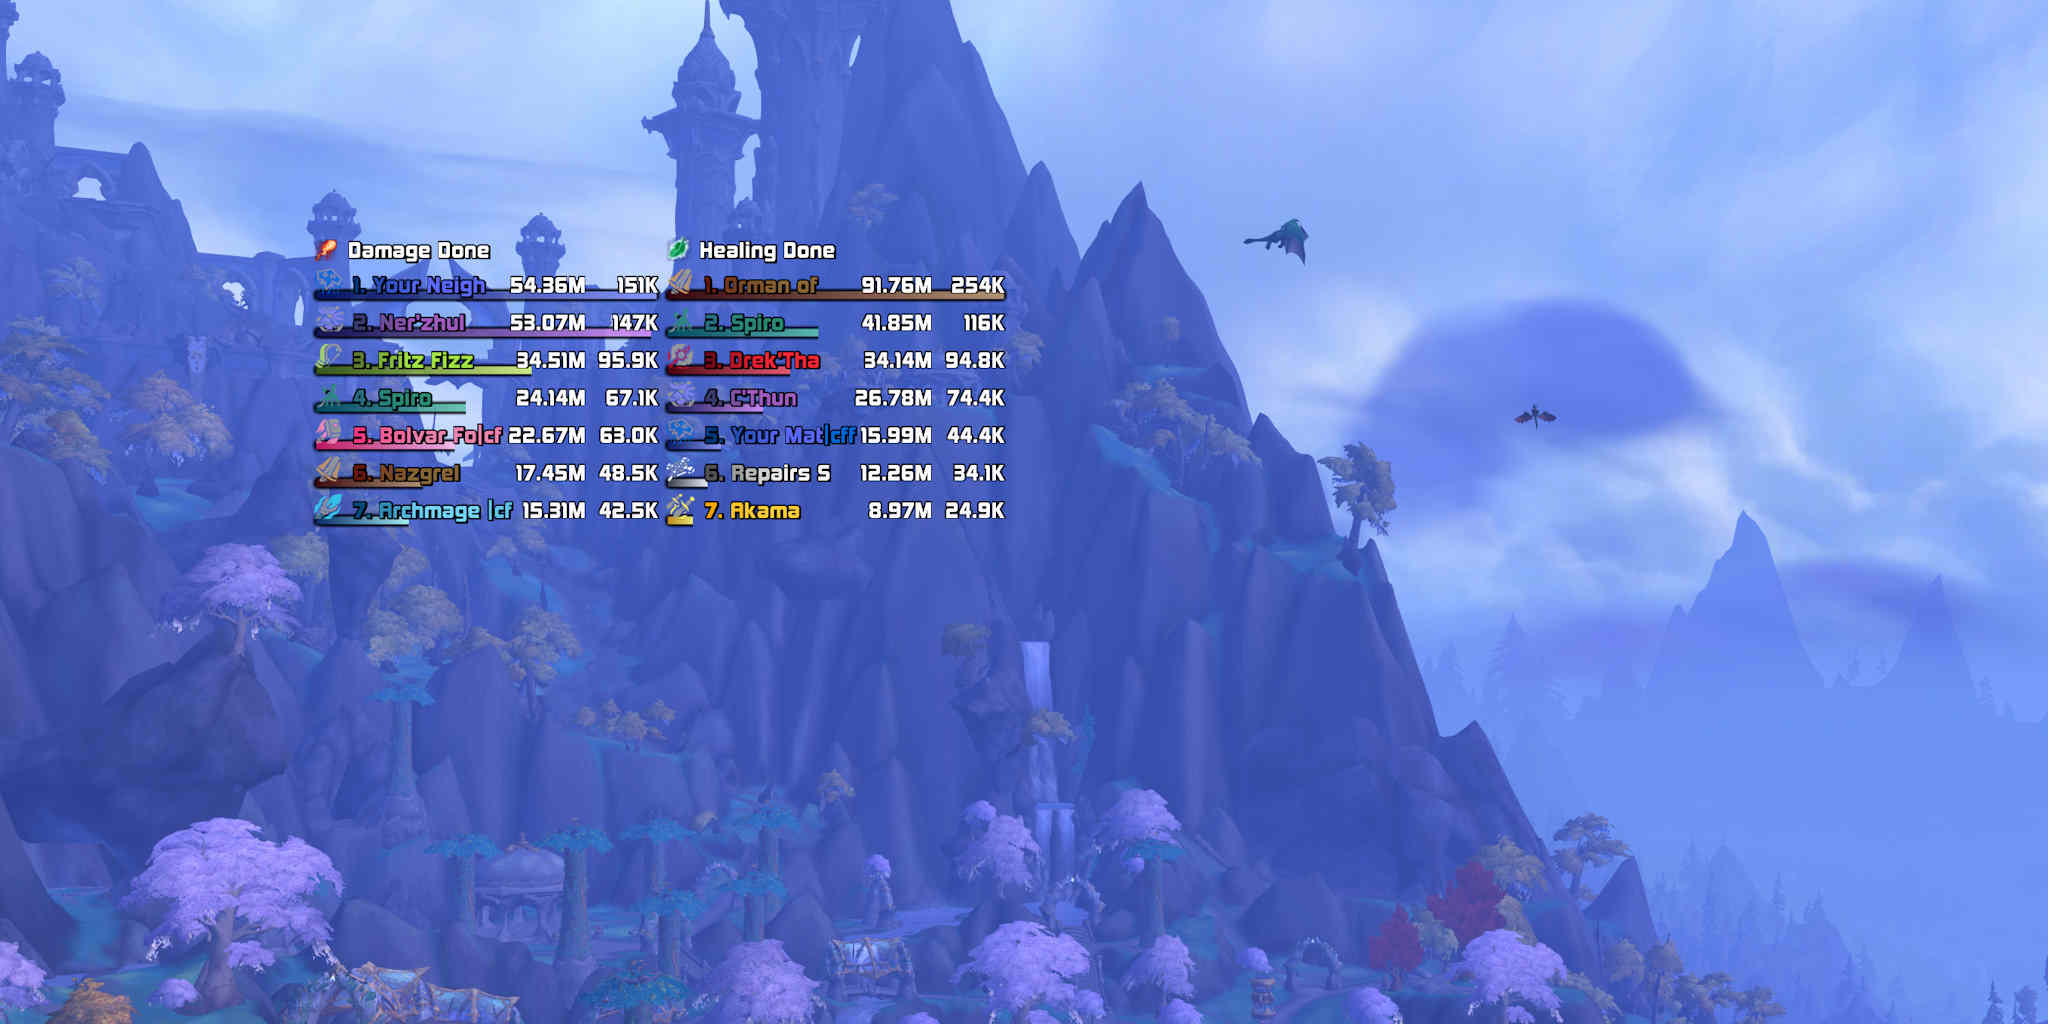 Damage Done
1. Your Neigh 54.36M 151K
2. Ner'zhul 53.07M 147K
3. Fritz Fizz 34.51M 95.9K
4. Spiro 24.14M 67.1K
5. Bolvar Fo|cf 22.67M 63.0K
6. Nazgrel 17.45M 48.5K
7. Archmage |cf 15.31M 42.5K
Healing Done
1. Orman of 91.76M 254K
2. Spiro 41.85M 116K
3. Drek'Tha 34.14M 94.8K
4. C'Thun 26.78M 74.4K
5. Your Mat|cff 15.99M 44.4K
6. Repairs S 12.26M 34.1K
7. Akama 8.97M 24.9K